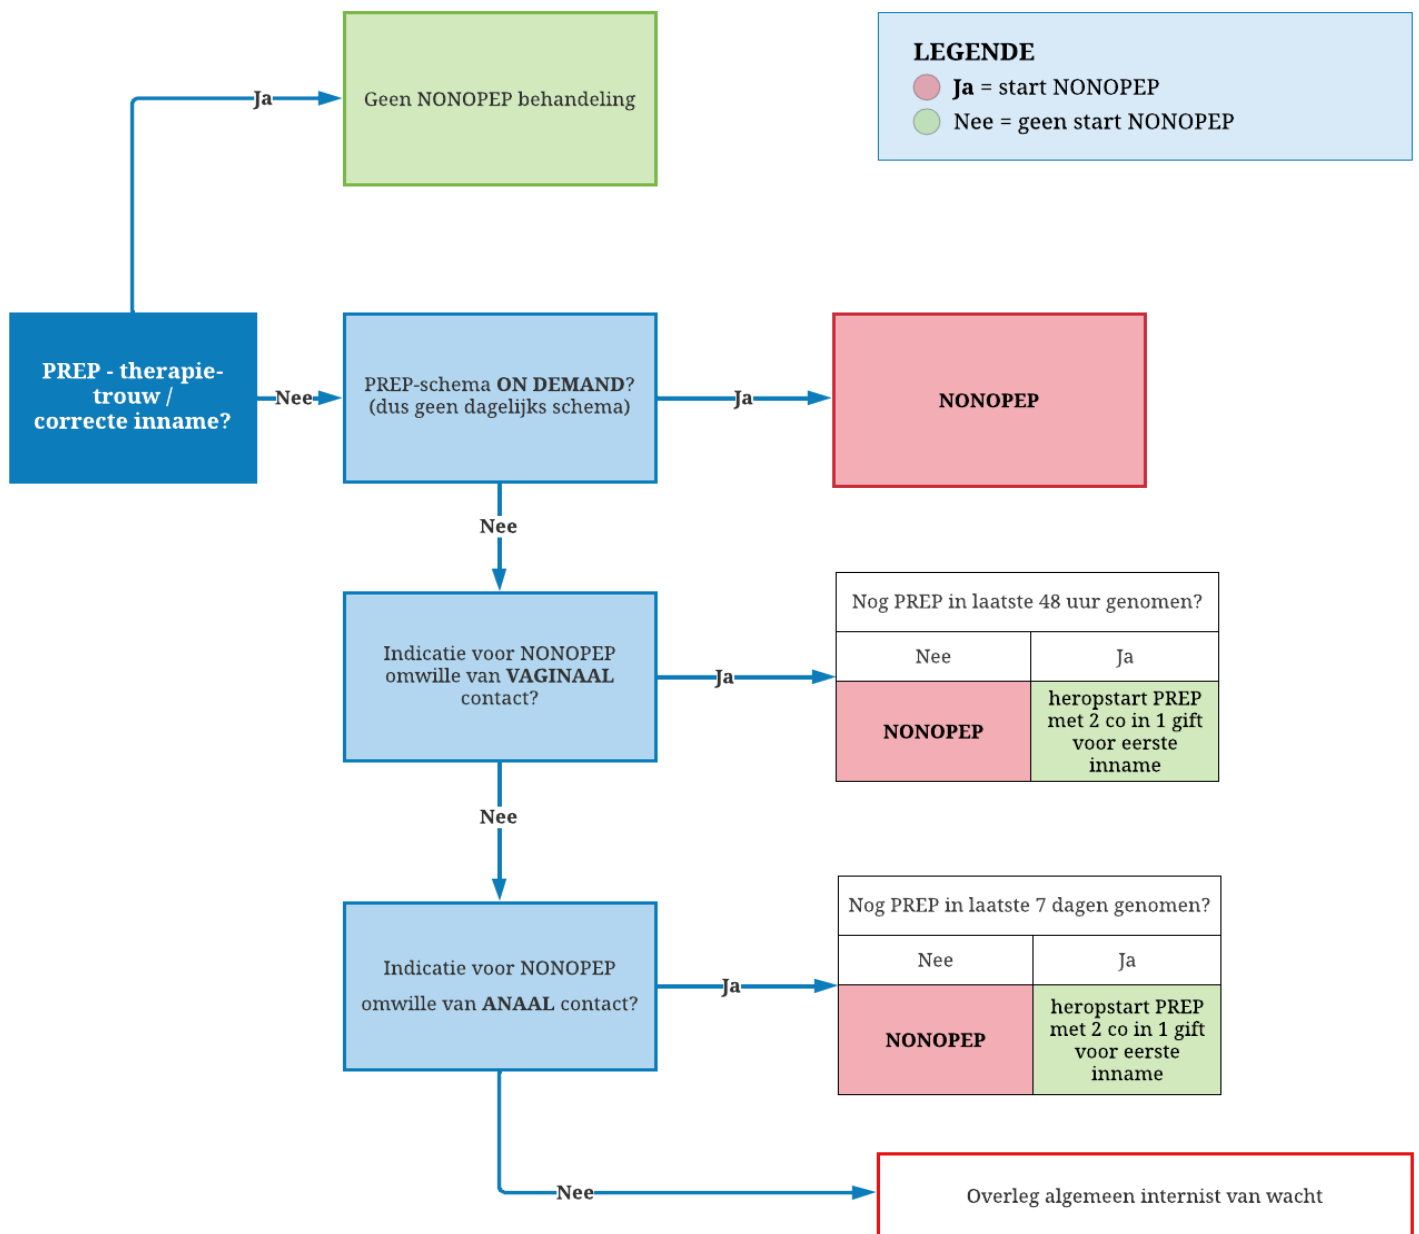 Geen NONOPEP behandeling
LEGENDE
Ja = start NONOPEP
Nee = geen start NONOPEP
Ja
PREP - therapie-
trouw /
correcte inname?
Nee
PREP-schema ON DEMAND?
(dus geen dagelijks schema)
Ja
NONOPEP
Nee
Indicatie voor NONOPEP
omwille van VAGINAAL
contact?
Ja
Nog PREP in laatste 48 uur genomen?
Nee
Ja
NONOPEP
heropstart PREP
met 2 co in 1 gift
voor eerste
inname
Nee
Indicatie voor NONOPEP
omwille van ANAAL contact?
Ja
Nog PREP in laatste 7 dagen genomen?
Nee
Ja
NONOPEP
heropstart PREP
met 2 co in 1 gift
voor eerste
inname
Nee
Overleg algemeen internist van wacht